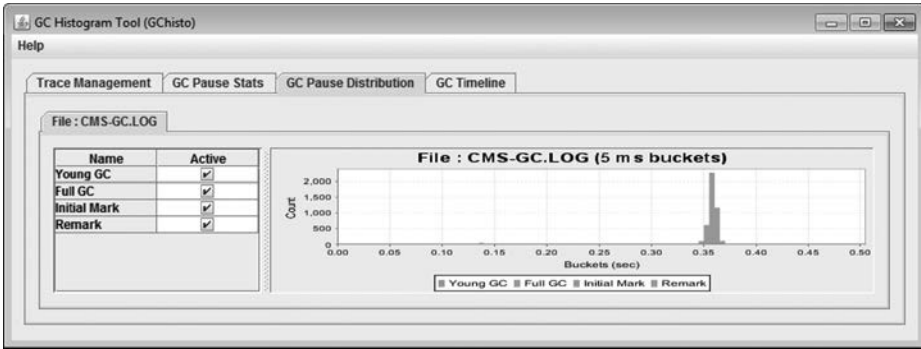 GC Histogram Tool (GChisto)
Help
Trace Management GC Pause Stats GC Pause Distribution GC Timeline
File : CMS-GC.LOG
Name Active
Young GC
Full GC
Initial Mark
Remark
File : CMS-GC.LOG (5 ms buckets)
Count
2,000
1,500
1,000
500
0
0.00 0.05 0.10 0.15 0.20 0.25 0.30 0.35 0.40 0.45 0.50
Buckets (sec)
Young GC Full GC Initial Mark Remark